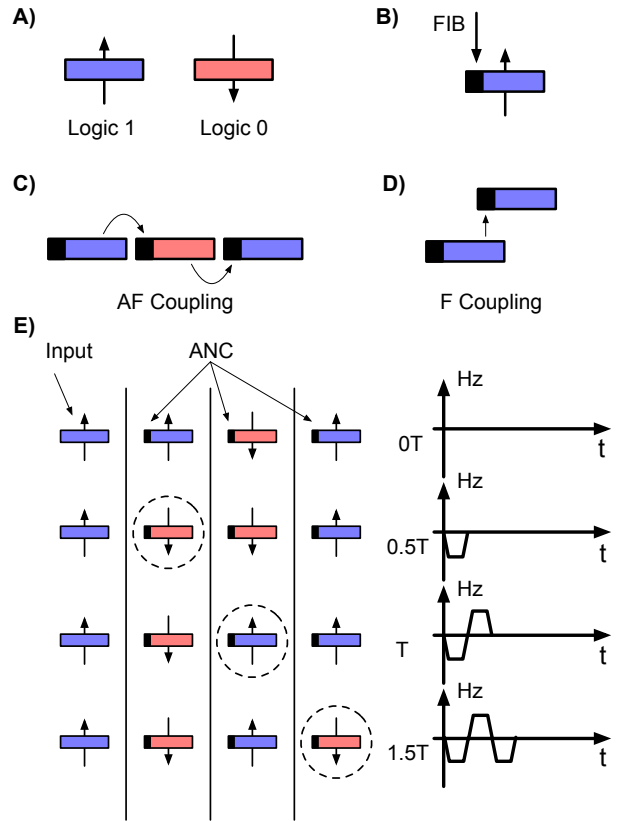 A)
Logic 1
Logic 0
B)
FIB
C)
AF Coupling
D)
F Coupling
E)
Input
ANC
Hz
0T
t
Hz
0.5T
t
Hz
T
t
Hz
1.5T
t